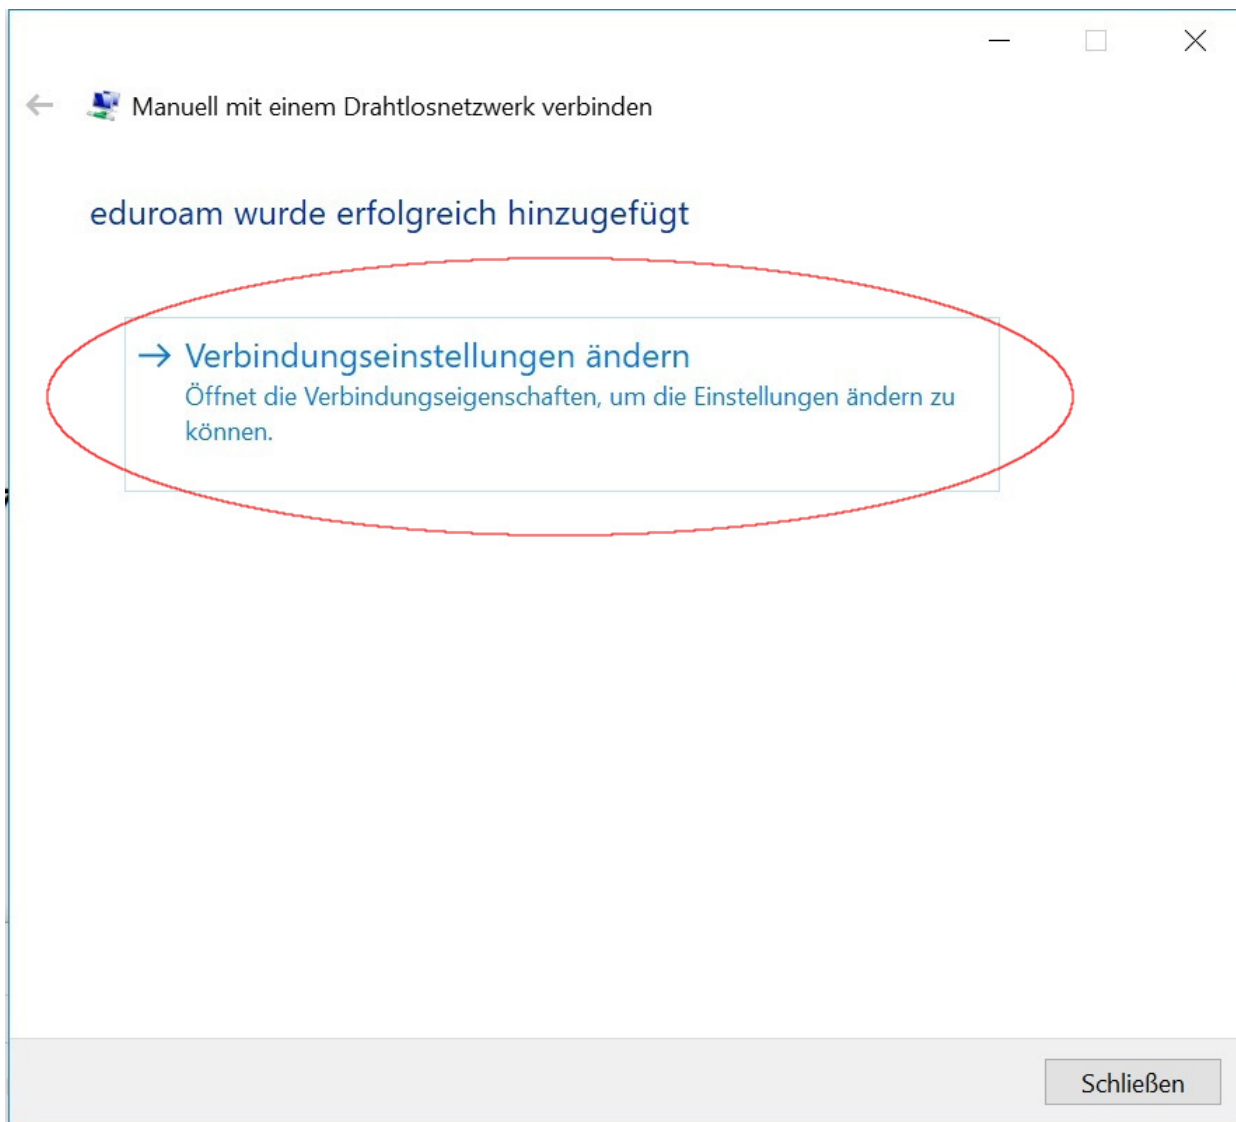 Manuell mit einem Drahtlosnetzwerk verbinden
eduroam wurde erfolgreich hinzugefügt
Verbindungseinstellungen ändern
Öffnet die Verbindungseigenschaften, um die Einstellungen ändern zu
können.
Schließen